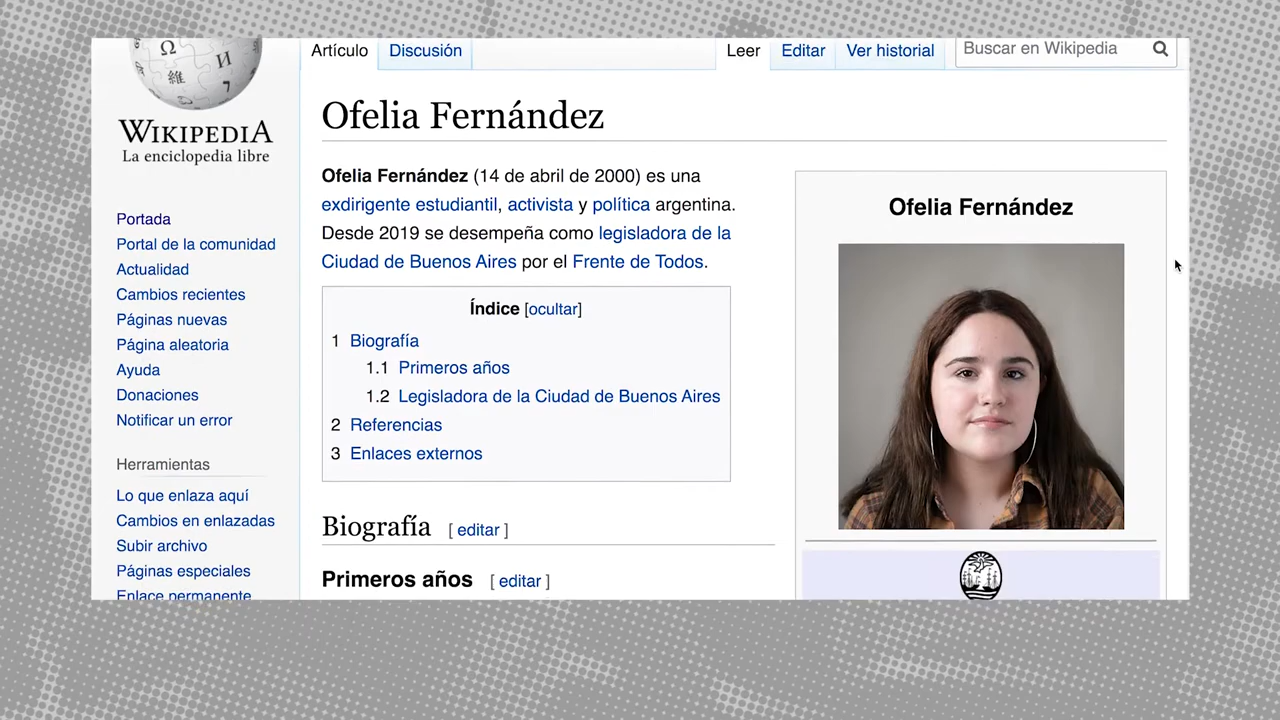 Artículo
Discusión
Leer
Editar
Ver historial
Buscar en Wikipedia
WIKIPEDIA
La enciclopedia libre
Portada
Portal de la comunidad
Actualidad
Cambios recientes
Páginas nuevas
Página aleatoria
Ayuda
Donaciones
Notificar un error
Herramientas
Lo que enlaza aquí
Cambios en enlazadas
Subir archivo
Páginas especiales
Enlace permanente
Ofelia Fernández
Ofelia Fernández (14 de abril de 2000) es una
exdirigente estudiantil, activista y política argentina.
Desde 2019 se desempeña como legisladora de la
Ciudad de Buenos Aires por el Frente de Todos.
Índice [ocultar]
1 Biografía
1.1 Primeros años
1.2 Legisladora de la Ciudad de Buenos Aires
2 Referencias
3 Enlaces externos
Biografía [ editar ]
Primeros años [ editar ]
Ofelia Fernández